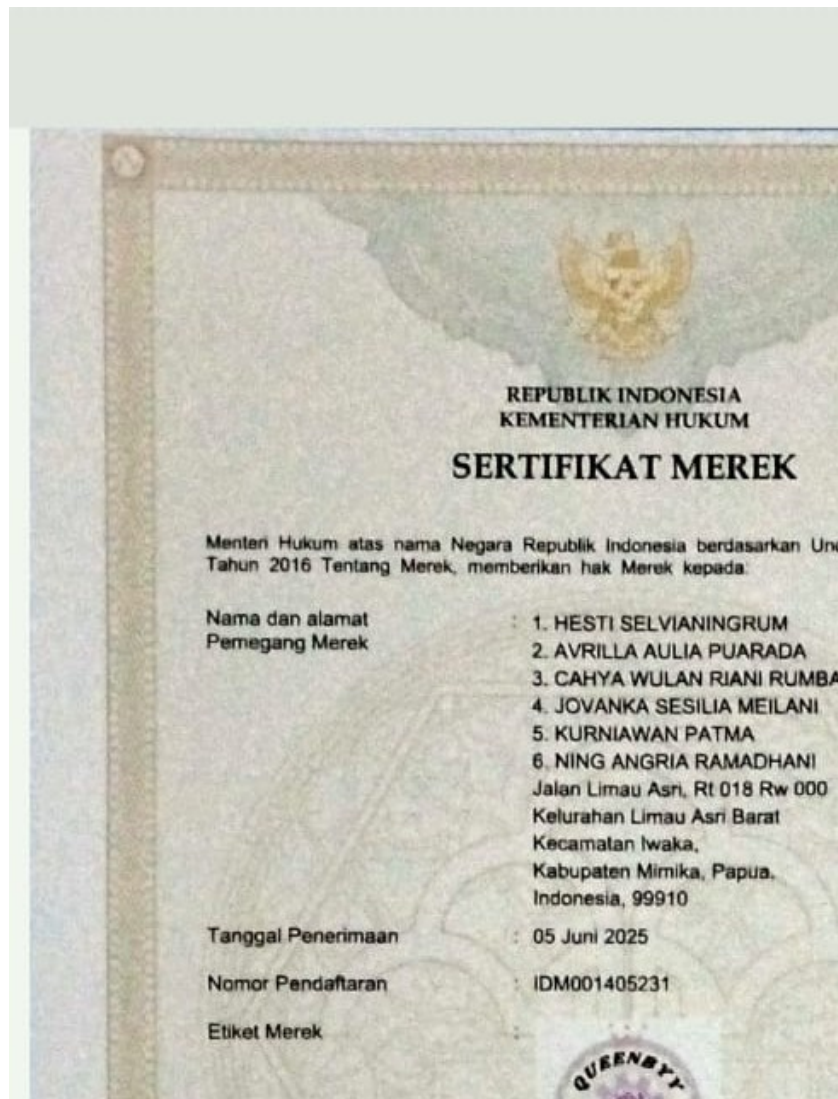 REPUBLIK INDONESIA
KEMENTERIAN HUKUM
SERTIFIKAT MEREK
Menteri Hukum atas nama Negara Republik Indonesia berdasarkan
Tahun 2016 Tentang Merek, memberikan hak Merek kepada:
Nama dan alamat Pemegang Merek : 1. HESTI SELVIANINGRUM
2. AVRILLA AULIA PUARADA
3. CAHYA WULAN RIANI
4. JOVANKA SESILIA MEILANI
5. KURNIAWAN PATMA
6. NING ANGRIA RAMADHANI
Jalan Limau Asri, Rt 018 Rw 000
Kelurahan Limau Asri Barat
Kecamatan Iwaka,
Kabupaten Mimika, Papua,
Indonesia, 99910
Tanggal Penerimaan : 05 Juni 2025
Nomor Pendaftaran : IDM001405231
Etiket Merek :
QUEENBYY